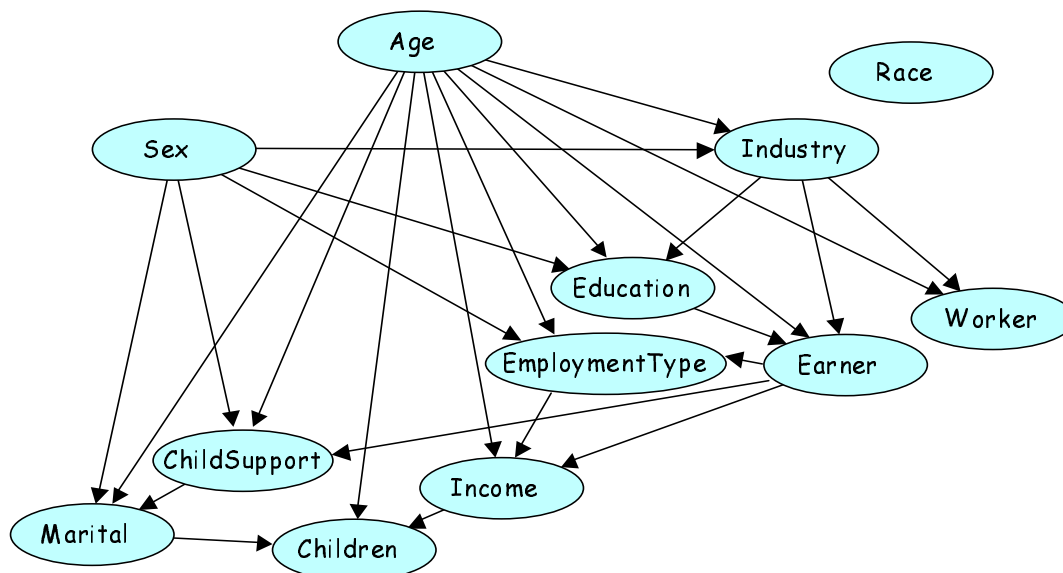 Age
Race
Sex
Industry
Education
Worker
EmploymentType
Earner
ChildSupport
Income
Marital
Children